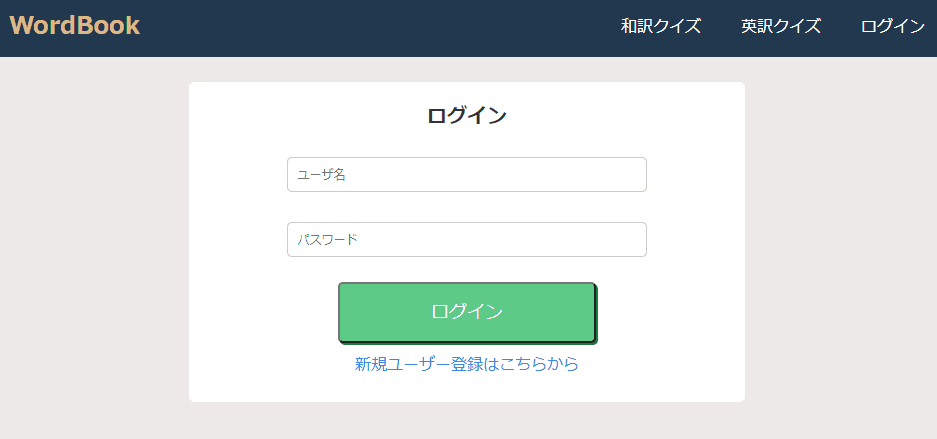 WordBook
和訳クイズ
英訳クイズ
ログイン
ログイン
ユーザ名
パスワード
ログイン
新規ユーザー登録はこちらから